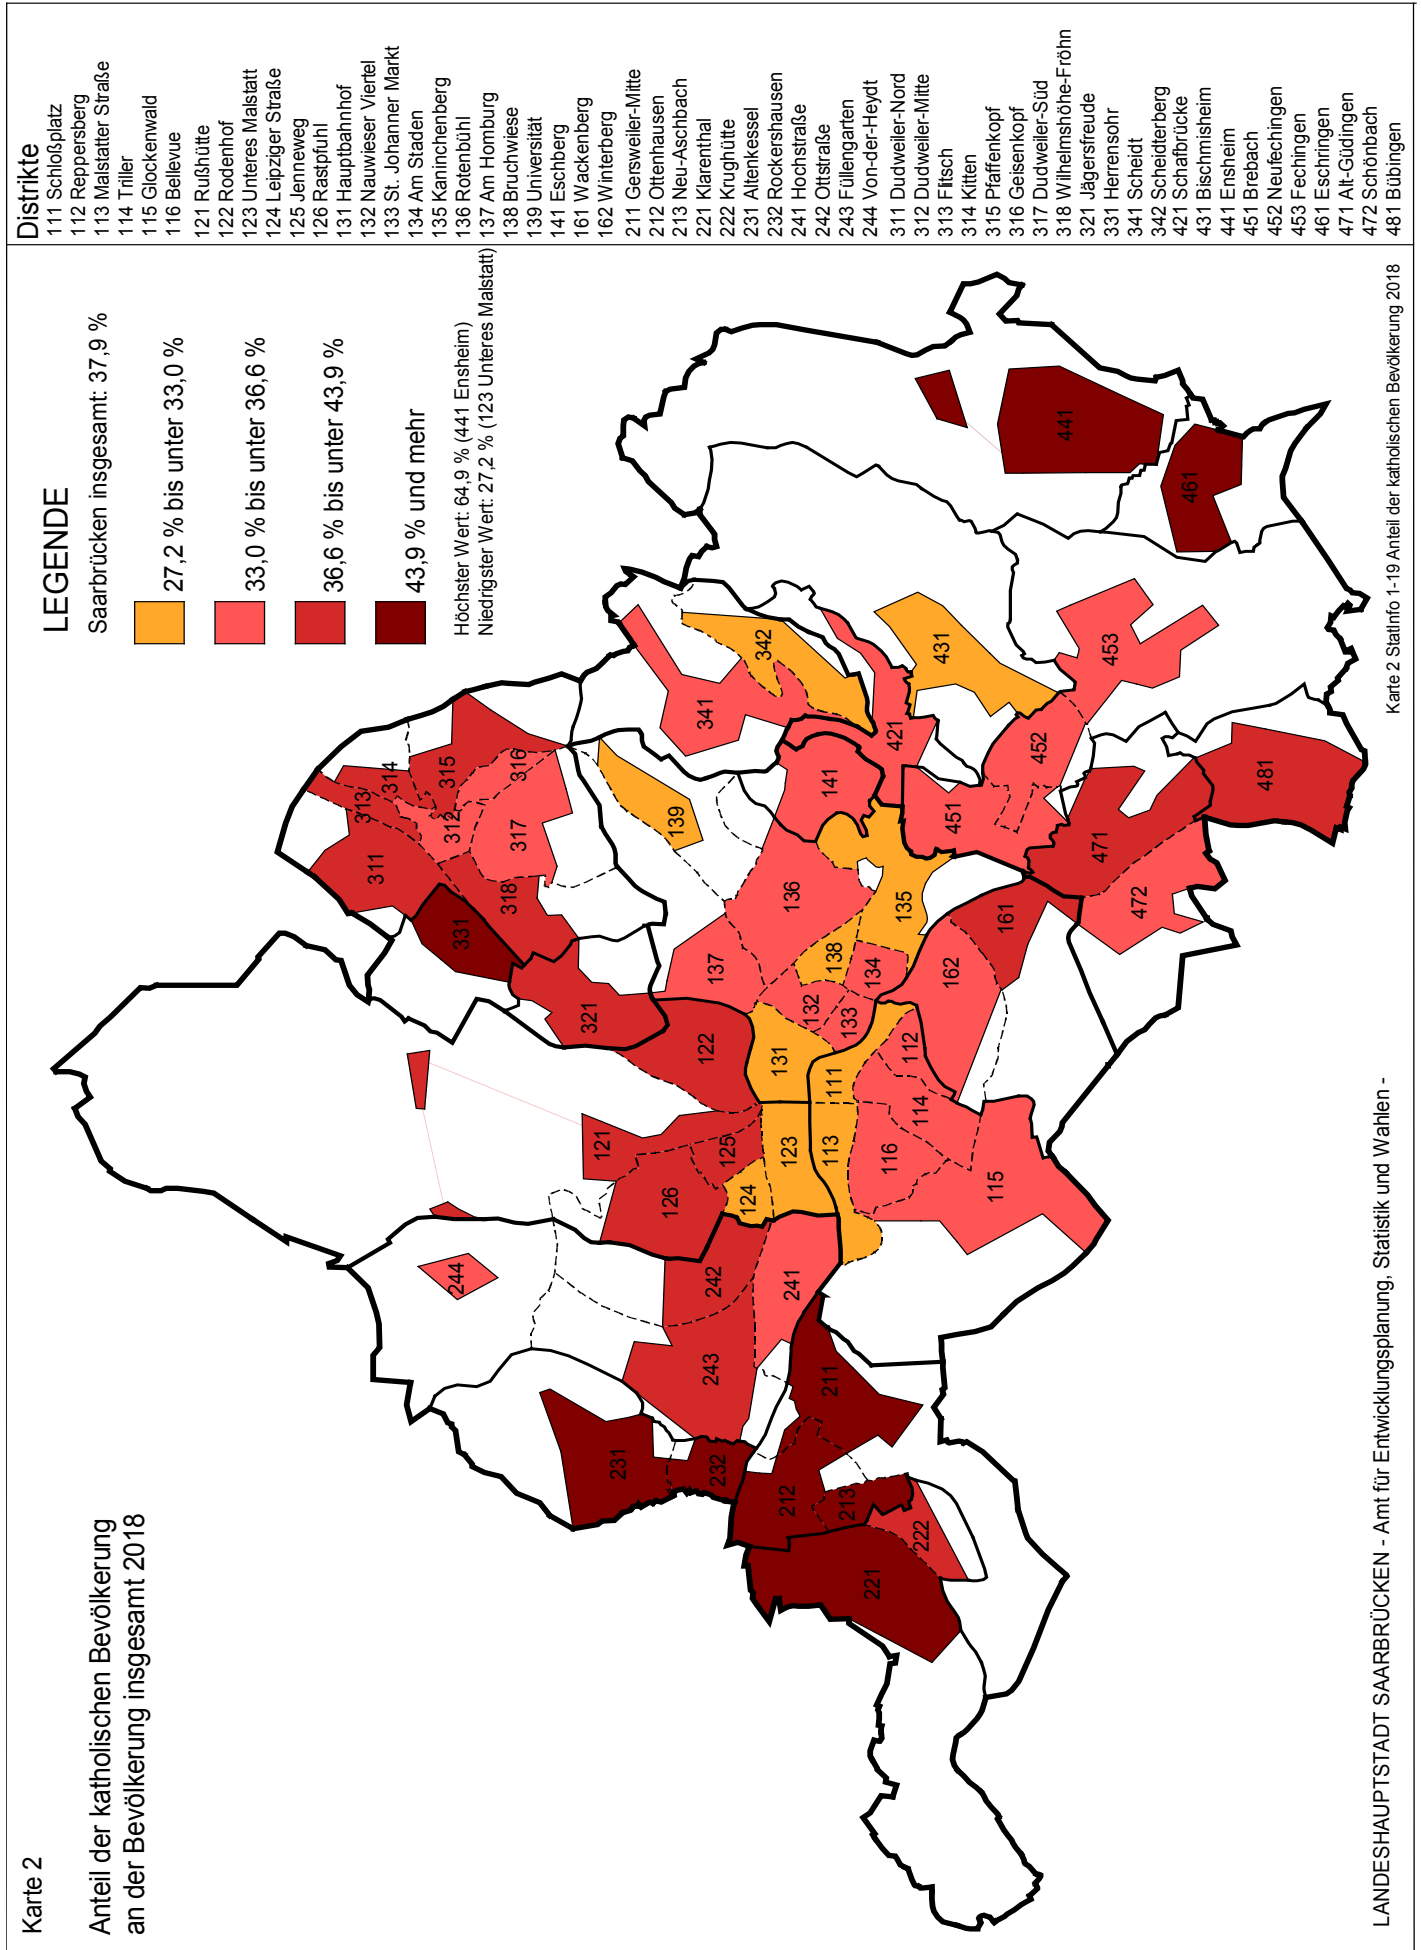 Karte 2
Anteil der katholischen Bevölkerung
an der Bevölkerung insgesamt 2018
LEGENDE
Saarbrücken insgesamt: 37,9 %
27,2 % bis unter 33,0 %
33,0 % bis unter 36,6 %
36,6 % bis unter 43,9 %
43,9 % und mehr
Höchster Wert: 64,9 % (441 Ensheim)
Niedrigster Wert: 27,2 % (123 Unteres Malstatt)
Distrikte
111 Schloßplatz
112 Reppersberg
113 Malstatter Straße
114 Triller
115 Glockenwald
116 Bellevue
121 Rußhütte
122 Rodenhof
123 Unteres Malstatt
124 Leipziger Straße
125 Jenneweg
126 Rastpfuhl
131 Hauptbahnhof
132 Nauwieser Viertel
133 St. Johanner Markt
134 Am Staden
135 Kaninchenberg
136 Rotenbühl
137 Am Homburg
138 Bruchwiese
139 Universität
141 Eschberg
161 Wackenberg
162 Winterberg
211 Gersweiler-Mitte
212 Ottenhausen
213 Neu-Aschbach
221 Klarenthal
222 Krughütte
231 Altenkessel
232 Rockershausen
241 Hochstraße
242 Ottstraße
243 Füllengarten
244 Von-der-Heydt
311 Dudweiler-Nord
312 Dudweiler-Mitte
313 Flitsch
314 Kitten
315 Pfaffenkopf
316 Geisenkopf
317 Dudweiler-Süd
318 Wilhelmshöhe-Fröhn
321 Jägersfreude
331 Herrensohr
341 Scheidt
342 Scheidterberg
421 Schafbrücke
431 Bischmisheim
441 Ensheim
451 Brebach
452 Neufechingen
453 Fechingen
461 Eschringen
471 Alt-Güdingen
472 Schönbach
481 Bübingen
244
121
126
125
124
242
243
241
231
232
212
211
213
221
222
122
123
131
113
111
116
114
112
115
132
133
134
138
137
136
135
139
141
161
162
311
313
314
315
312
316
317
318
331
321
341
342
421
431
451
452
453
471
472
481
441
461
LANDESHAUPTSTADT SAARBRÜCKEN - Amt für Entwicklungsplanung, Statistik und Wahlen -
Karte 2 StatInfo 1-19 Anteil der katholischen Bevölkerung 2018